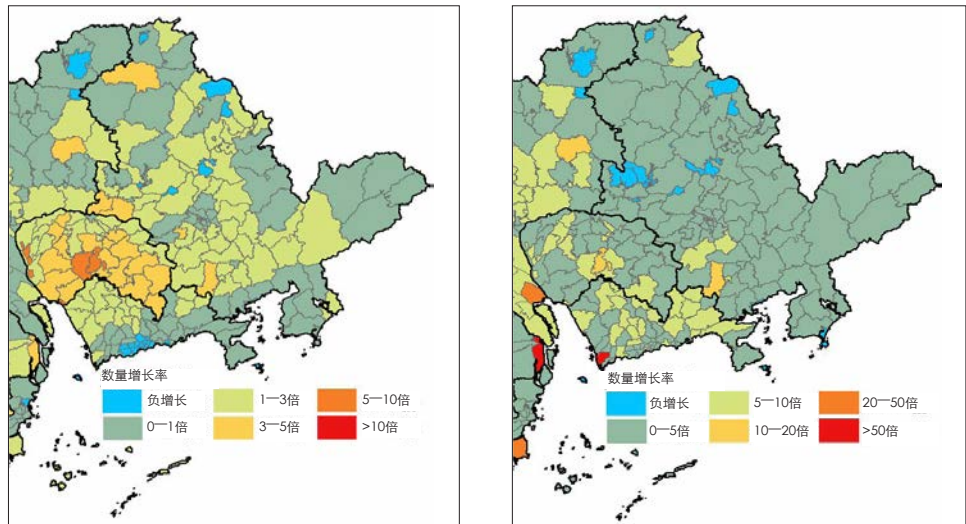 数量增长率
负增长 1—3倍 5—10倍
0—1倍 3—5倍 >10倍
数量增长率
负增长 5—10倍 20—50倍
0—5倍 10—20倍 >50倍